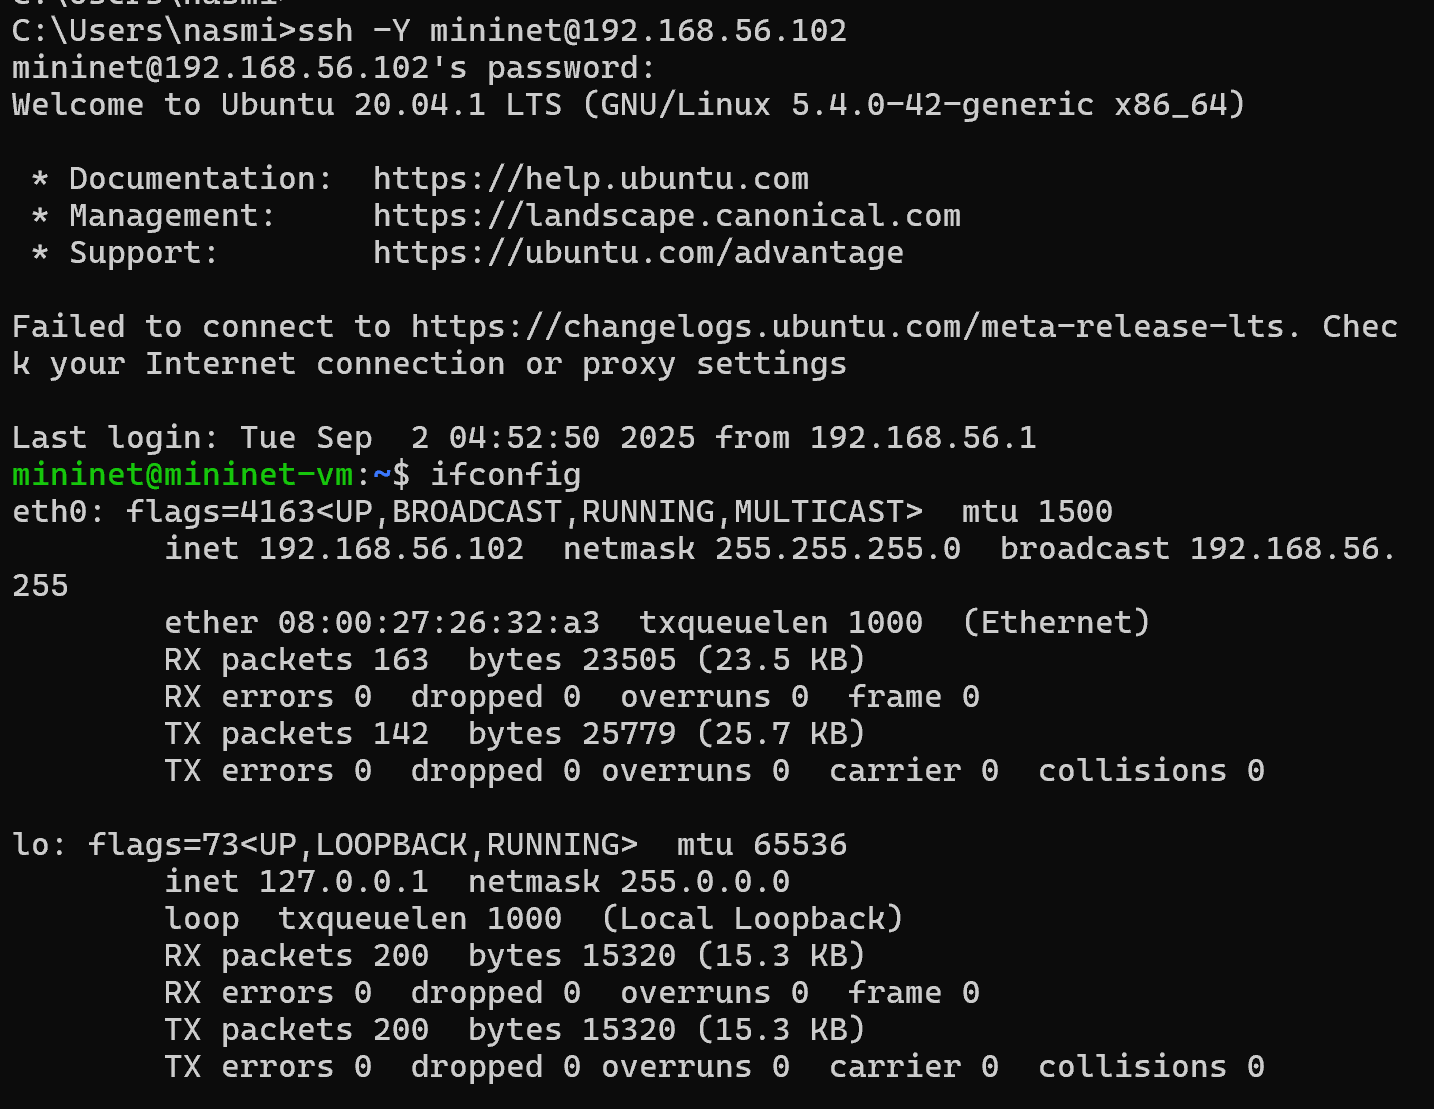 C:\Users\nasmi>
C:\Users\nasmi>ssh -Y mininet@192.168.56.102
mininet@192.168.56.102's password:
Welcome to Ubuntu 20.04.1 LTS (GNU/Linux 5.4.0-42-generic x86_64)

 * Documentation:  https://help.ubuntu.com
 * Management:     https://landscape.canonical.com
 * Support:        https://ubuntu.com/advantage

Failed to connect to https://changelogs.ubuntu.com/meta-release-lts. Chec
k your Internet connection or proxy settings

Last login: Tue Sep  2 04:52:50 2025 from 192.168.56.1
mininet@mininet-vm:~$ ifconfig
eth0: flags=4163<UP,BROADCAST,RUNNING,MULTICAST>  mtu 1500
        inet 192.168.56.102  netmask 255.255.255.0  broadcast 192.168.56.
255
        ether 08:00:27:26:32:a3  txqueuelen 1000  (Ethernet)
        RX packets 163  bytes 23505 (23.5 KB)
        RX errors 0  dropped 0  overruns 0  frame 0
        TX packets 142  bytes 25779 (25.7 KB)
        TX errors 0  dropped 0 overruns 0  carrier 0  collisions 0

lo: flags=73<UP,LOOPBACK,RUNNING>  mtu 65536
        inet 127.0.0.1  netmask 255.0.0.0
        loop  txqueuelen 1000  (Local Loopback)
        RX packets 200  bytes 15320 (15.3 KB)
        RX errors 0  dropped 0  overruns 0  frame 0
        TX packets 200  bytes 15320 (15.3 KB)
        TX errors 0  dropped 0 overruns 0  carrier 0  collisions 0